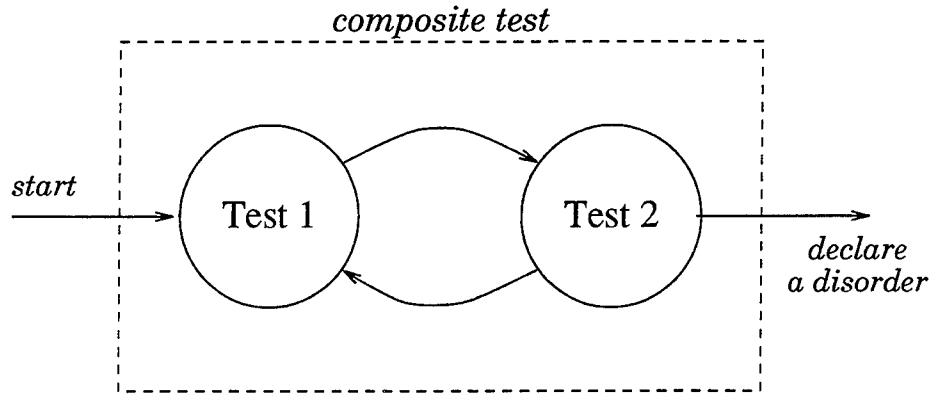 composite test
start
Test 1
Test 2
declare
a disorder